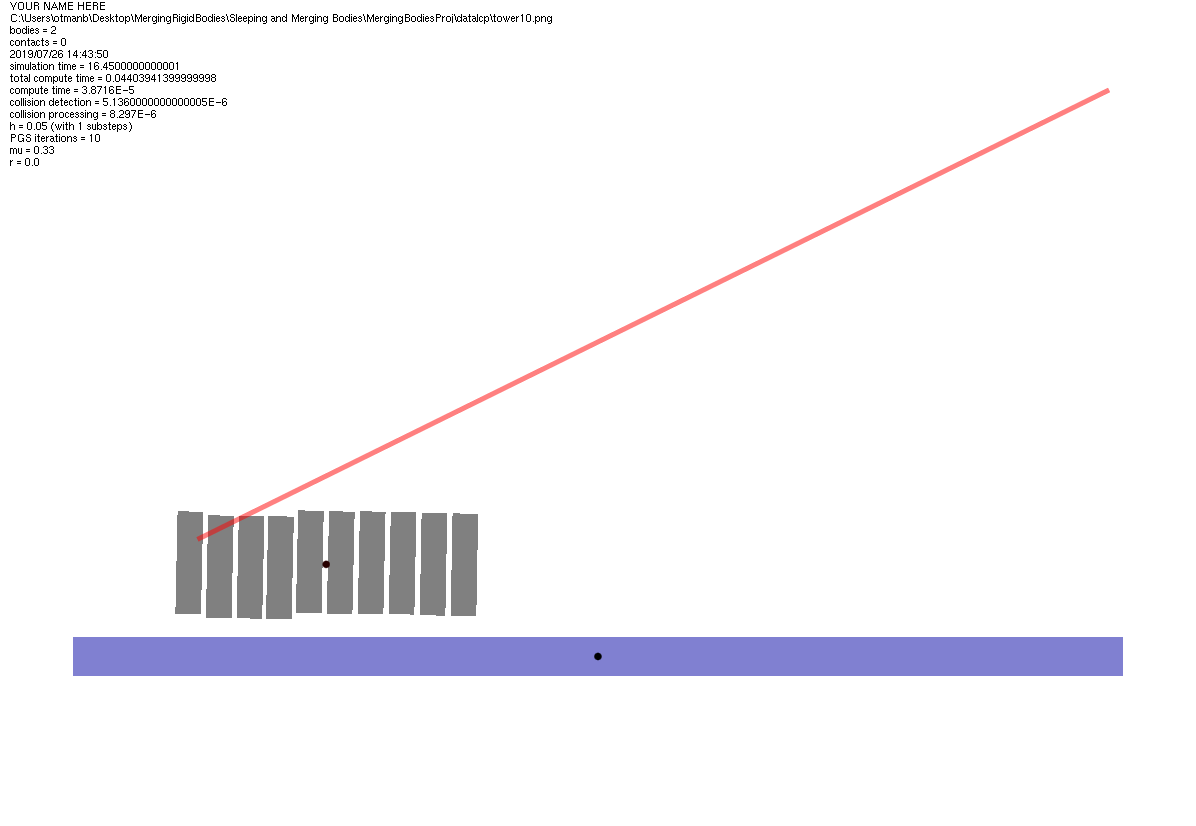 YOUR NAME HERE
C:\Users\otmanb\Desktop\MergingRigidBodies\Sleeping and Merging Bodies\MergingBodiesProj\datalcp\tower10.png
bodies = 2
contacts = 0
2019/07/26 14:43:50
simulation time = 16.4500000000001
total compute time = 0.04403941399999998
compute time = 3.8716E-5
collision detection = 5.1360000000000005E-6
collision processing = 8.297E-6
h = 0.05 (with 1 substeps)
PGS iterations = 10
mu = 0.33
r = 0.0